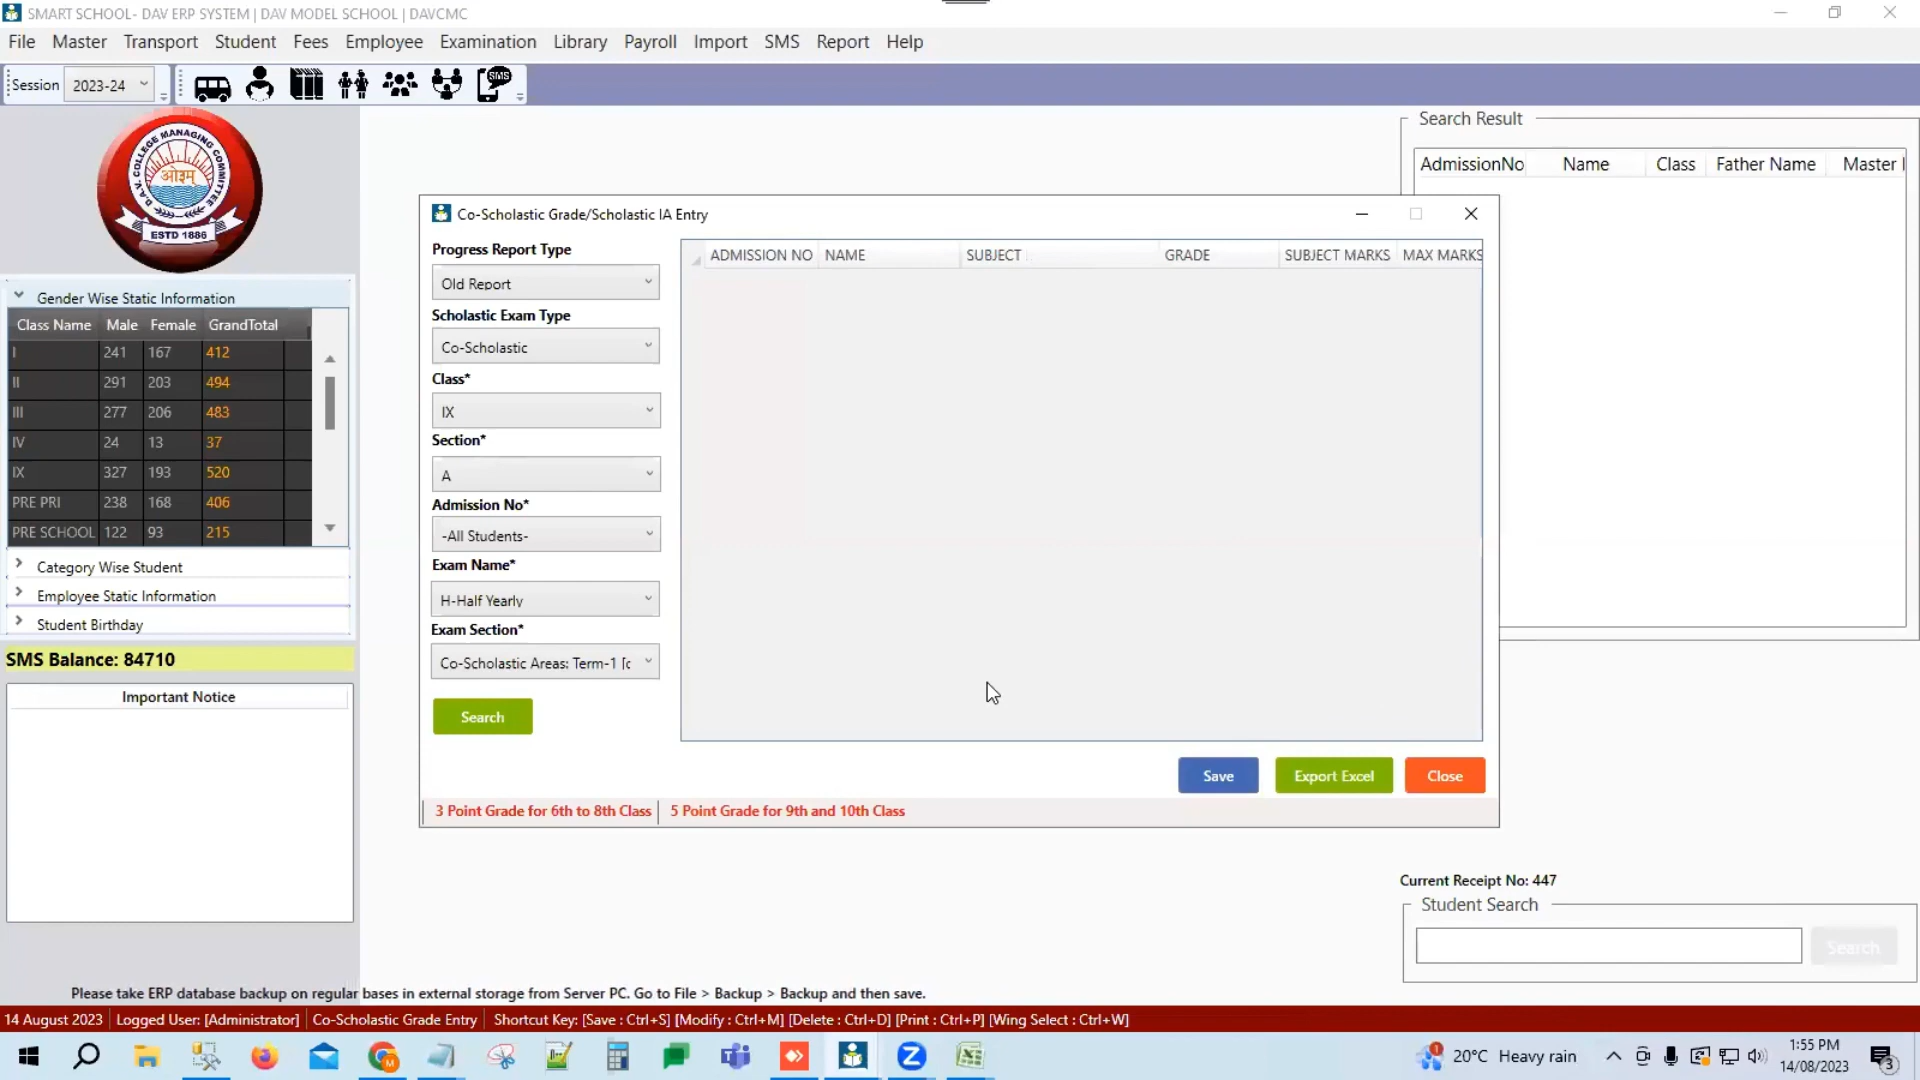 SMART SCHOOL- DAV ERP SYSTEM | DAV MODEL SCHOOL | DAVCMC
File Master Transport Student Fees Employee Examination Library Payroll Import SMS Report Help
Session 2023-24
SMS
D.A.V. COLLEGE MANAGING COMMITTEE
ओ३म्
ESTD 1886
Gender Wise Static Information
Class Name Male Female GrandTotal
I 241 167 412
II 291 203 494
III 277 206 483
IV 24 13 37
IX 327 193 520
PRE PRI 238 168 406
PRE SCHOOL 122 93 215
Category Wise Student
Employee Static Information
Student Birthday
SMS Balance: 84710
Important Notice
Co-Scholastic Grade/Scholastic IA Entry
Progress Report Type
Old Report
Scholastic Exam Type
Co-Scholastic
Class*
IX
Section*
A
Admission No*
-All Students-
Exam Name*
H-Half Yearly
Exam Section*
Co-Scholastic Areas: Term-1 [c
Search
ADMISSION NO NAME SUBJECT GRADE SUBJECT MARKS MAX MARKS
Save Export Excel Close
3 Point Grade for 6th to 8th Class 5 Point Grade for 9th and 10th Class
Search Result
AdmissionNo Name Class Father Name Master
Current Receipt No: 447
Student Search
Search
Please take ERP database backup on regular bases in external storage from Server PC. Go to File > Backup > Backup and then save.
14 August 2023 Logged User: [Administrator] Co-Scholastic Grade Entry Shortcut Key: [Save : Ctrl+S] [Modify : Ctrl+M] [Delete : Ctrl+D] [Print : Ctrl+P] [Wing Select : Ctrl+W]
20°C Heavy rain
1:55 PM
14/08/2023
3